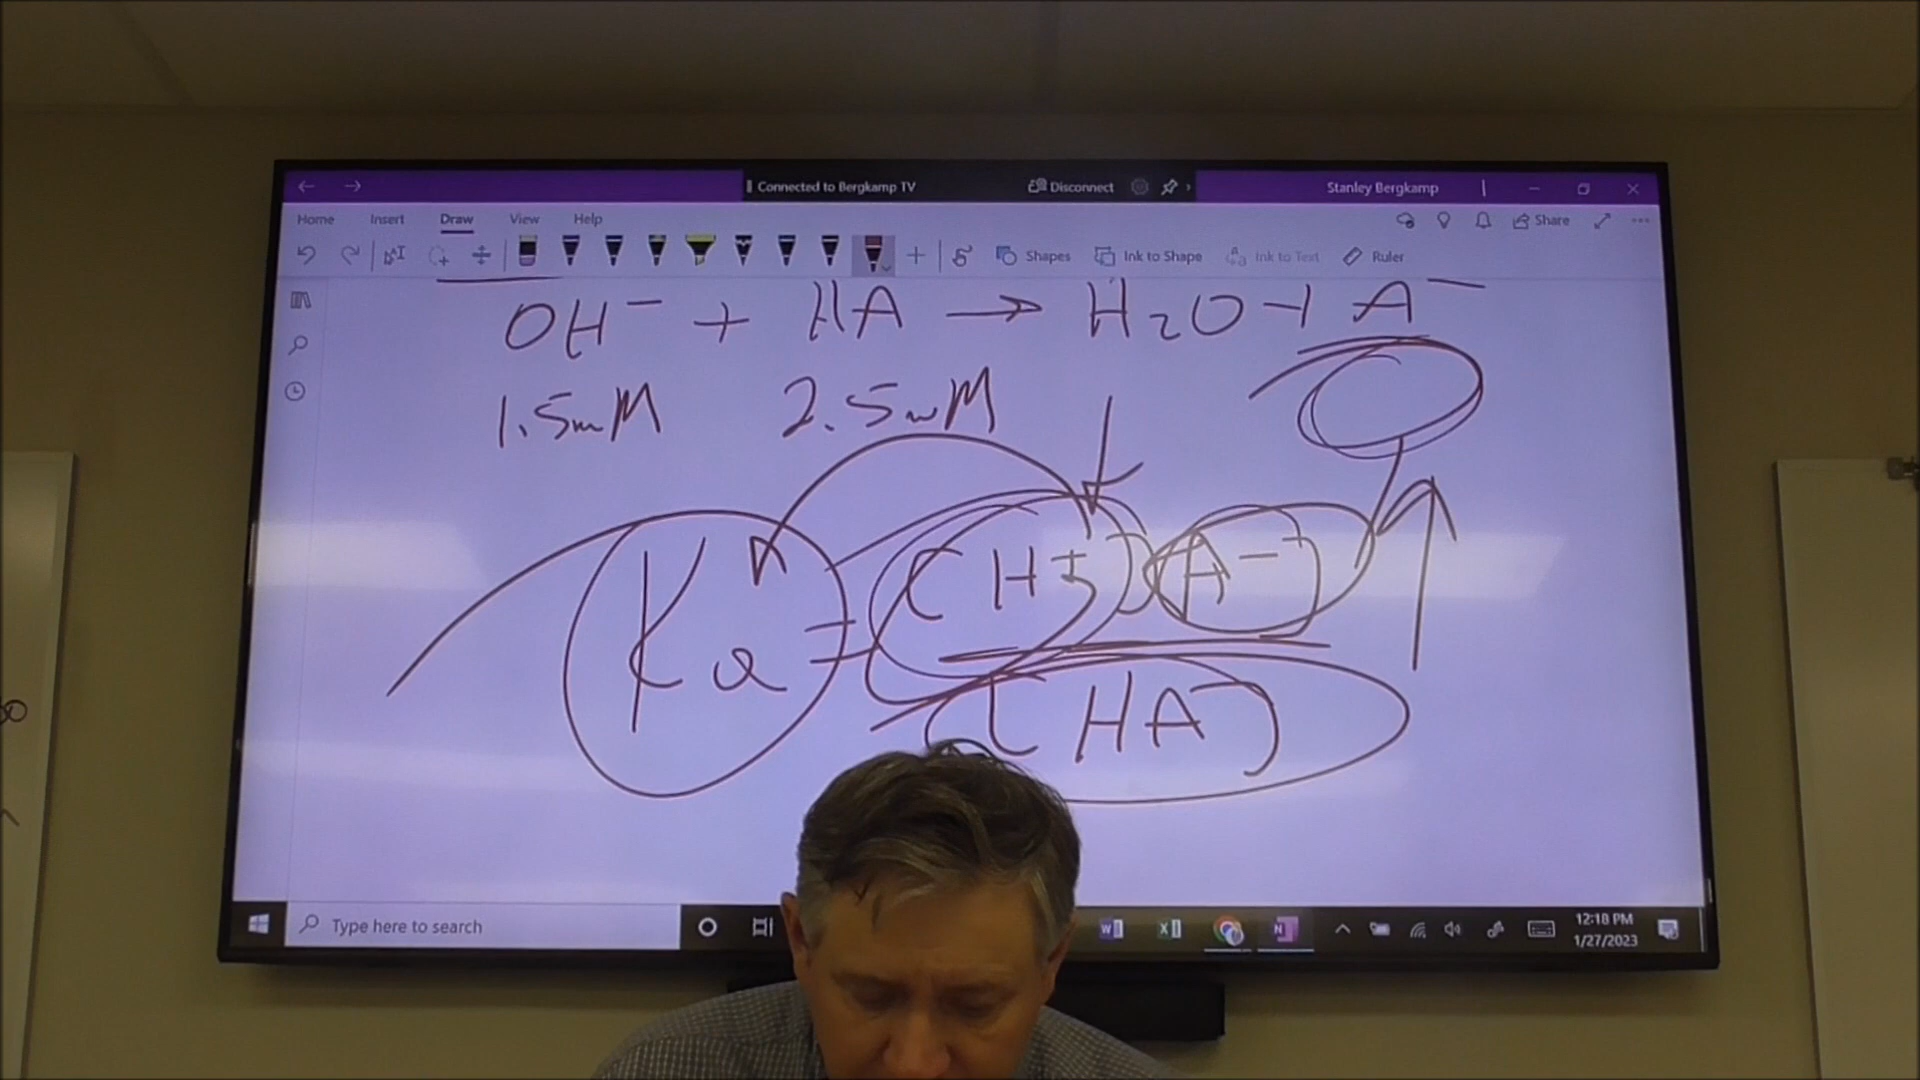 Connected to Bergkamp TV Disconnect Stanley Bergkamp
Home Insert Draw View Help Share
Shapes Ink to Shape Ink to Text Ruler
OH⁻ + HA → H₂O + A⁻
1.5mM 2.5mM
Ka = (H⁺)(A⁻)
(HA)
Type here to search 12:18 PM
1/27/2023